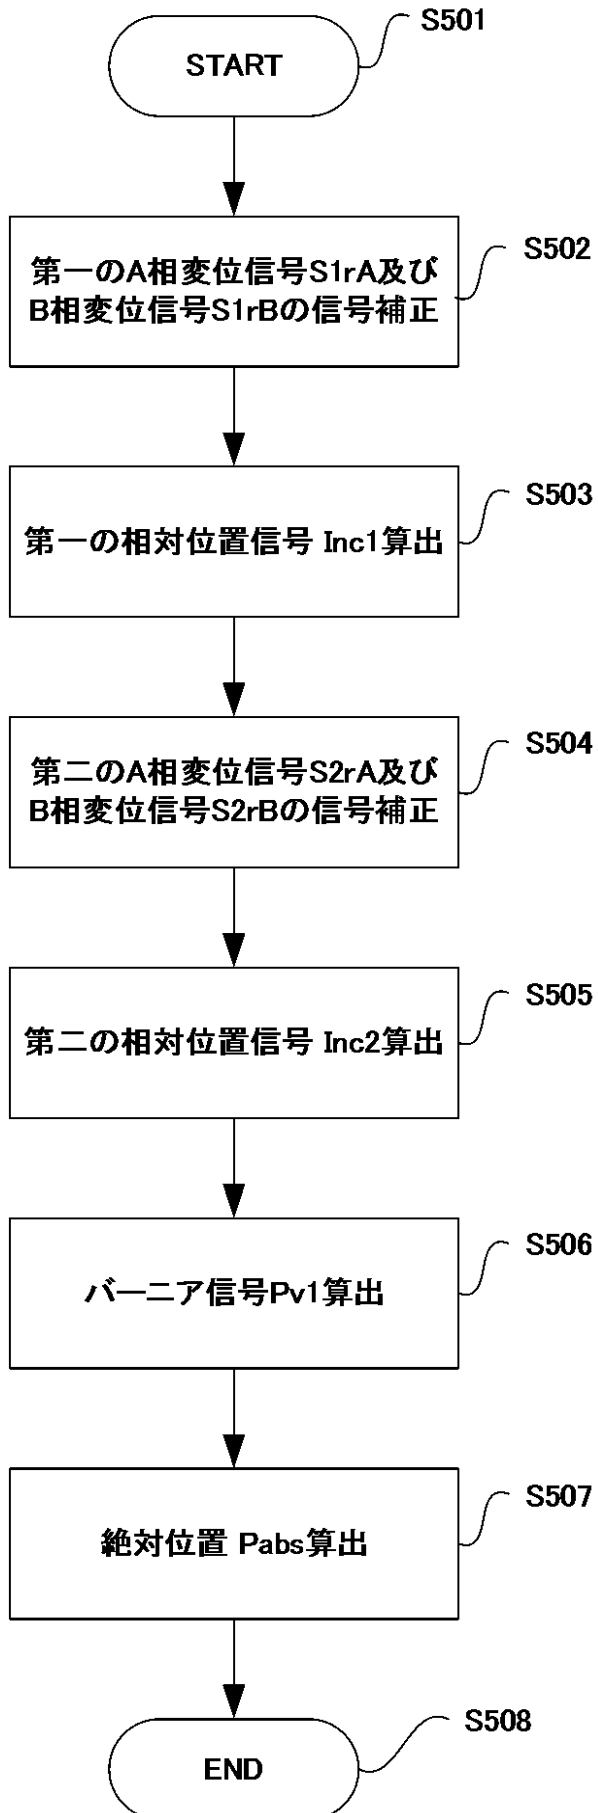 START
S501
第一のA相変位信号S1rA及び
B相変位信号S1rBの信号補正
S502
第一の相対位置信号 Inc1算出
S503
第二のA相変位信号S2rA及び
B相変位信号S2rBの信号補正
S504
第二の相対位置信号 Inc2算出
S505
バーニア信号Pv1算出
S506
絶対位置 Pabs算出
S507
END
S508